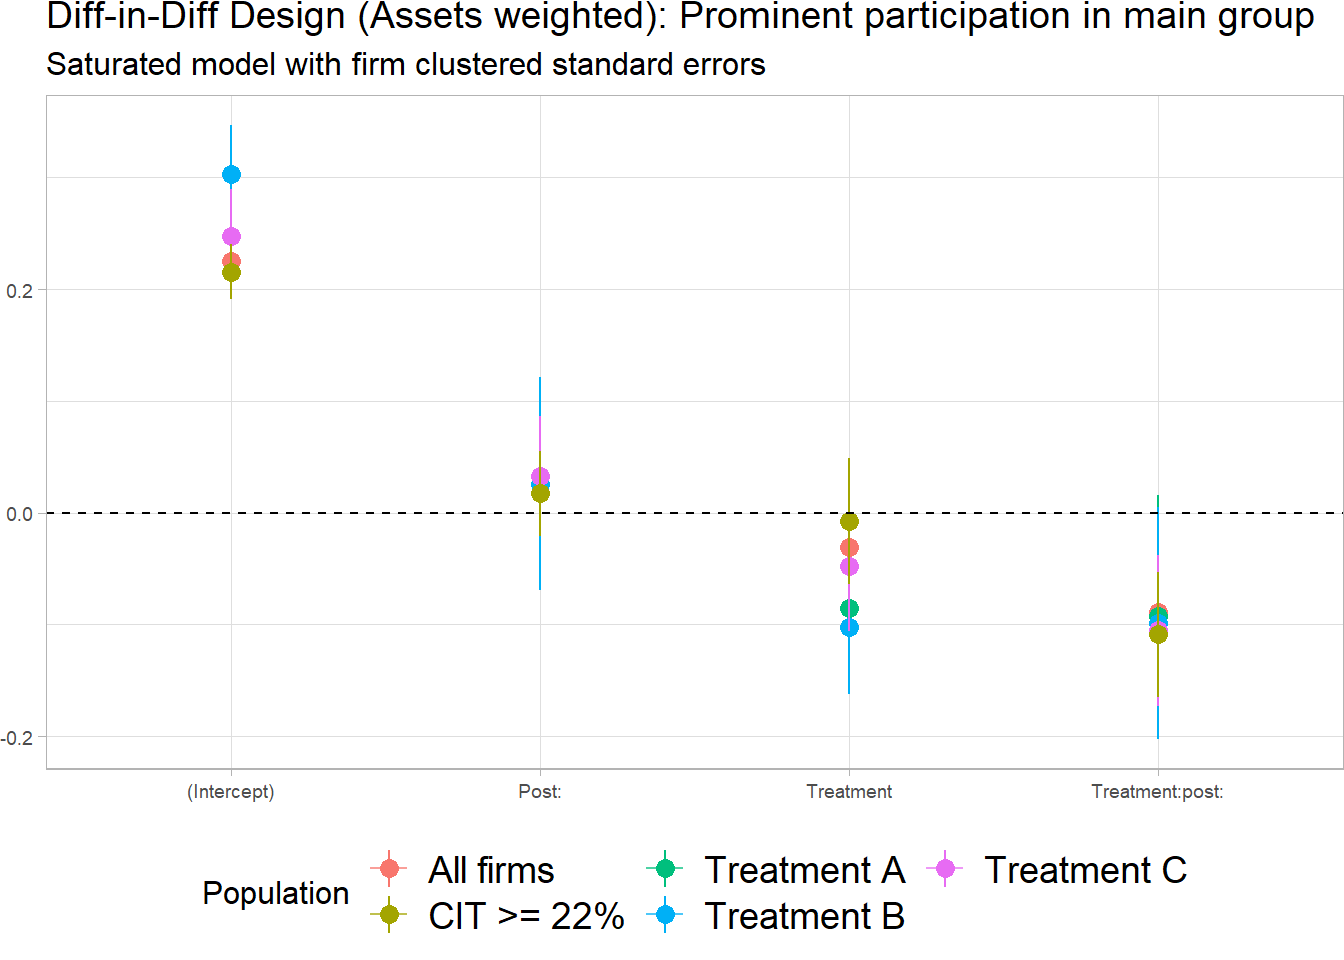 Diff-in-Diff Design (Assets weighted): Prominent participation in main group
Saturated model with firm clustered standard errors
0.2
0.0
-0.2
(Intercept) Post: Treatment Treatment:post:
Population
All firms Treatment A Treatment C
CIT >= 22% Treatment B